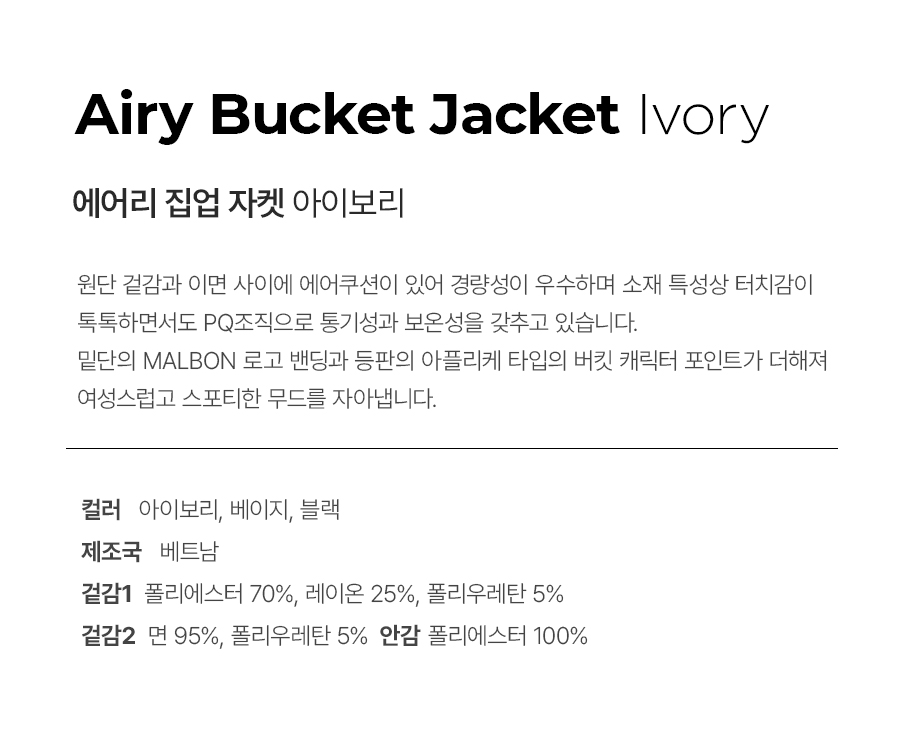 Airy Bucket Jacket Ivory
에어리 집업 자켓 아이보리
원단 겉감과 이면 사이에 에어쿠션이 있어 경량성이 우수하며 소재 특성상 터치감이
톡톡하면서도 PQ조직으로 통기성과 보온성을 갖추고 있습니다.
밑단의 MALBON 로고 밴딩과 등판의 아플리케 타입의 버킷 캐릭터 포인트가 더해져
여성스럽고 스포티한 무드를 자아냅니다.
컬러 아이보리, 베이지, 블랙
제조국 베트남
겉감1 폴리에스터 70%, 레이온 25%, 폴리우레탄 5%
겉감2 면 95%, 폴리우레탄 5% 안감 폴리에스터 100%